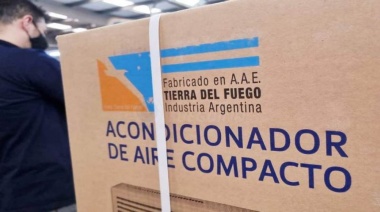 Fabricado en A.A.E.
TIERRA DEL FUEGO
Industria Argentina
ACONDICIONADOR
DE AIRE COMPACTO